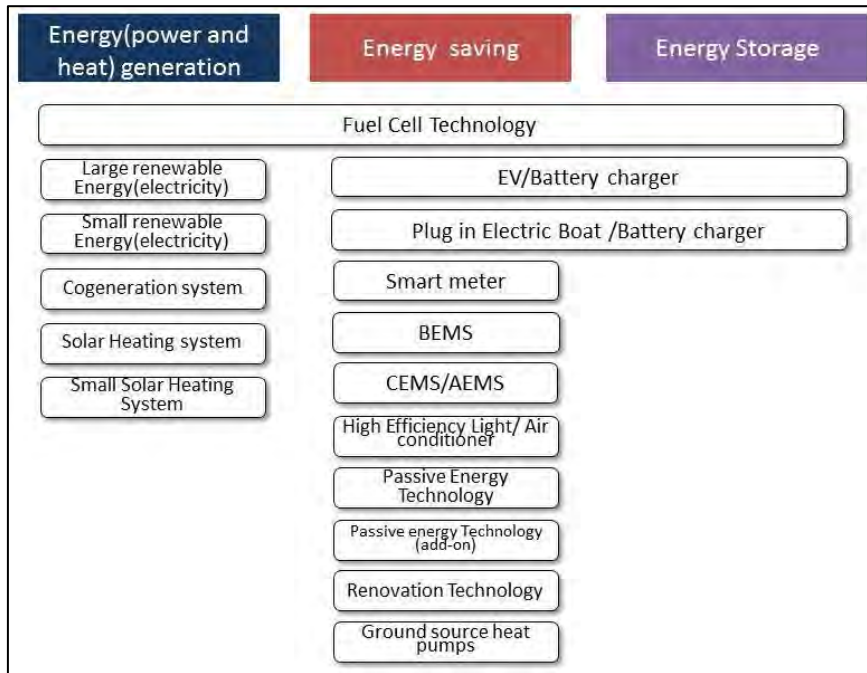 Energy(power and
heat) generation
Energy saving
Energy Storage
Fuel Cell Technology
Large renewable
Energy(electricity)
EV/Battery charger
Small renewable
Energy(electricity)
Plug in Electric Boat /Battery charger
Cogeneration system
Smart meter
Solar Heating system
BEMS
Small Solar Heating
System
CEMS/AEMS
High Efficiency Light/ Air
conditioner
Passive Energy
Technology
Passive energy Technology
(add-on)
Renovation Technology
Ground source heat
pumps